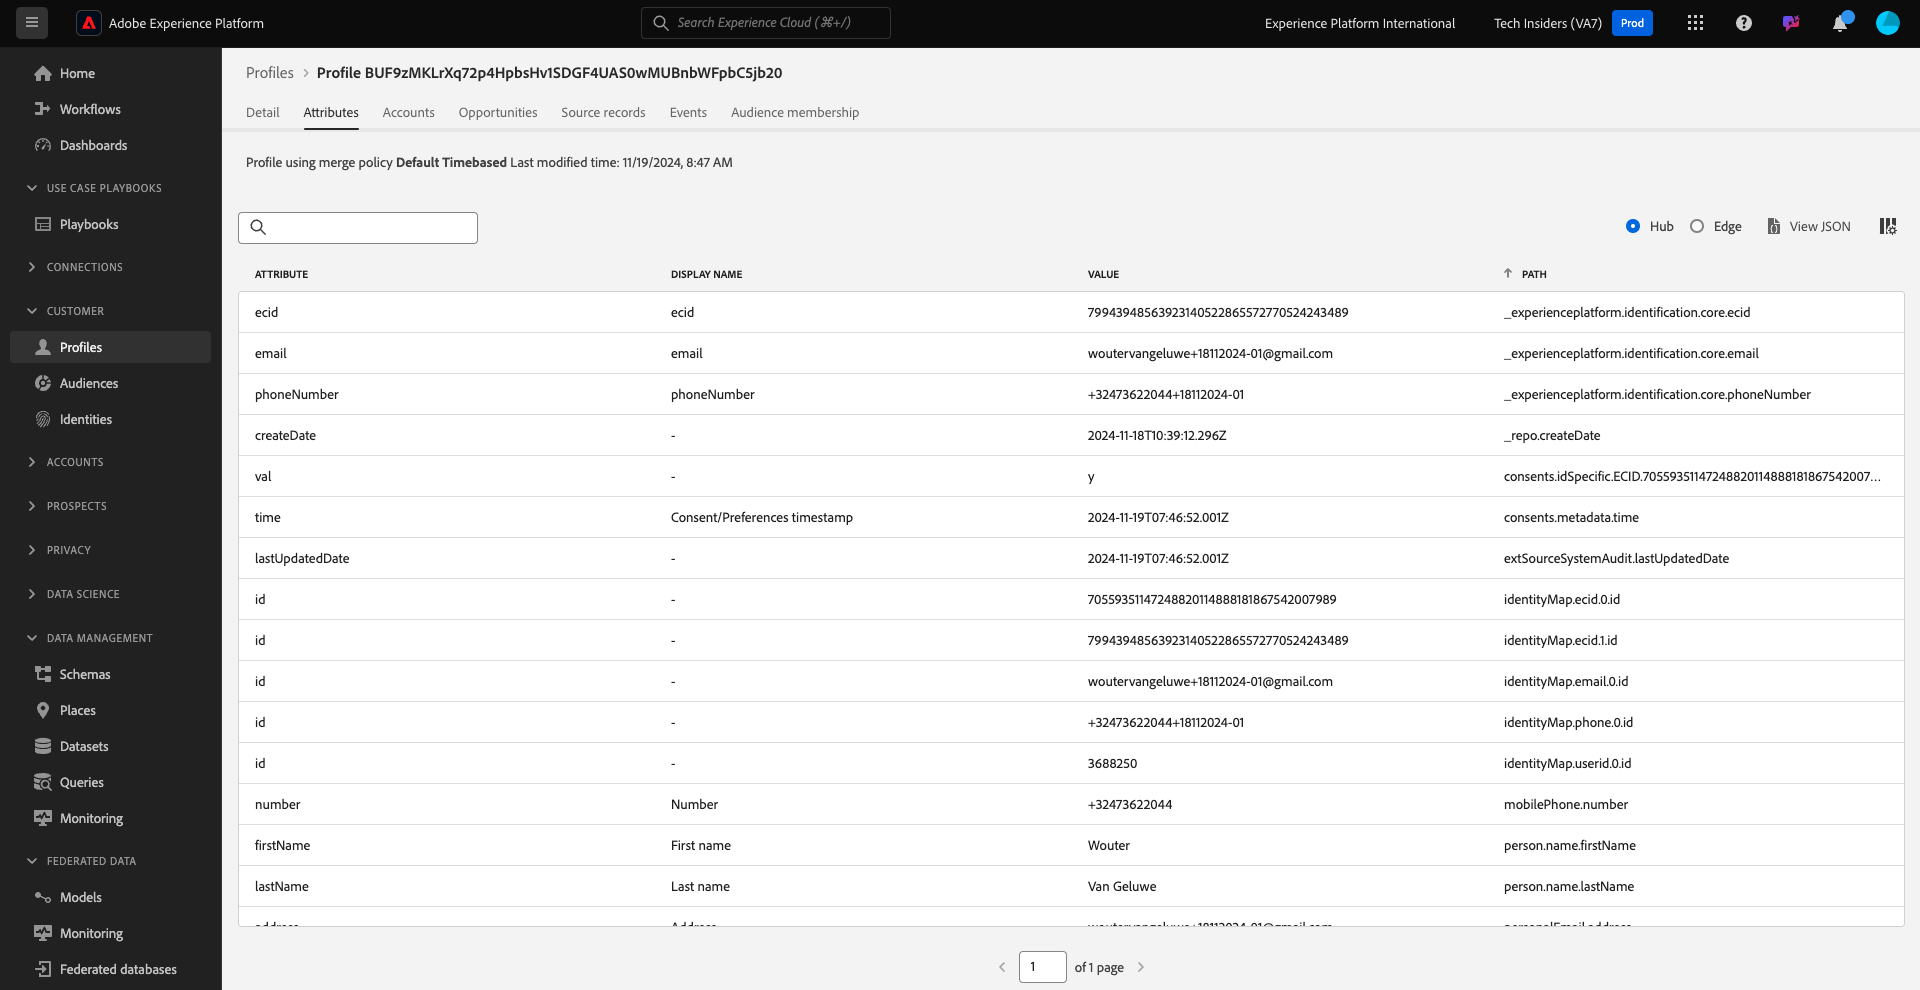 Adobe Experience Platform
Search Experience Cloud (⌘+/)
Experience Platform International
Tech Insiders (VA7)
Prod
Home
Workflows
Dashboards
USE CASE PLAYBOOKS
Playbooks
CONNECTIONS
CUSTOMER
Profiles
Audiences
Identities
ACCOUNTS
PROSPECTS
PRIVACY
DATA SCIENCE
DATA MANAGEMENT
Schemas
Places
Datasets
Queries
Monitoring
FEDERATED DATA
Models
Monitoring
Federated databases
Profiles > Profile BUF9zMKLrXq72p4HpbsHv1SDGF4UAS0wMUBnbWFpbC5jb20
Detail Attributes Accounts Opportunities Source records Events Audience membership
Profile using merge policy Default Timebased Last modified time: 11/19/2024, 8:47 AM
Hub Edge View JSON
ATTRIBUTE DISPLAY NAME VALUE PATH
ecid ecid 79943948563923140522865572770524243489 _experienceplatform.identification.core.ecid
email email woutervangeluwe+18112024-01@gmail.com _experienceplatform.identification.core.email
phoneNumber phoneNumber +32473622044+18112024-01 _experienceplatform.identification.core.phoneNumber
createDate - 2024-11-18T10:39:12.296Z _repo.createDate
val - y consents.idSpecific.ECID.70559351147248820114888181867542007...
time Consent/Preferences timestamp 2024-11-19T07:46:52.001Z consents.metadata.time
lastUpdatedDate - 2024-11-19T07:46:52.001Z extSourceSystemAudit.lastUpdatedDate
id - 70559351147248820114888181867542007989 identityMap.ecid.0.id
id - 79943948563923140522865572770524243489 identityMap.ecid.1.id
id - woutervangeluwe+18112024-01@gmail.com identityMap.email.0.id
id - +32473622044+18112024-01 identityMap.phone.0.id
id - 3688250 identityMap.userid.0.id
number Number +32473622044 mobilePhone.number
firstName First name Wouter person.name.firstName
lastName Last name Van Geluwe person.name.lastName
address Address woutervangeluwe+18112024-01@gmail.com personalEmail.address
1 of 1 page